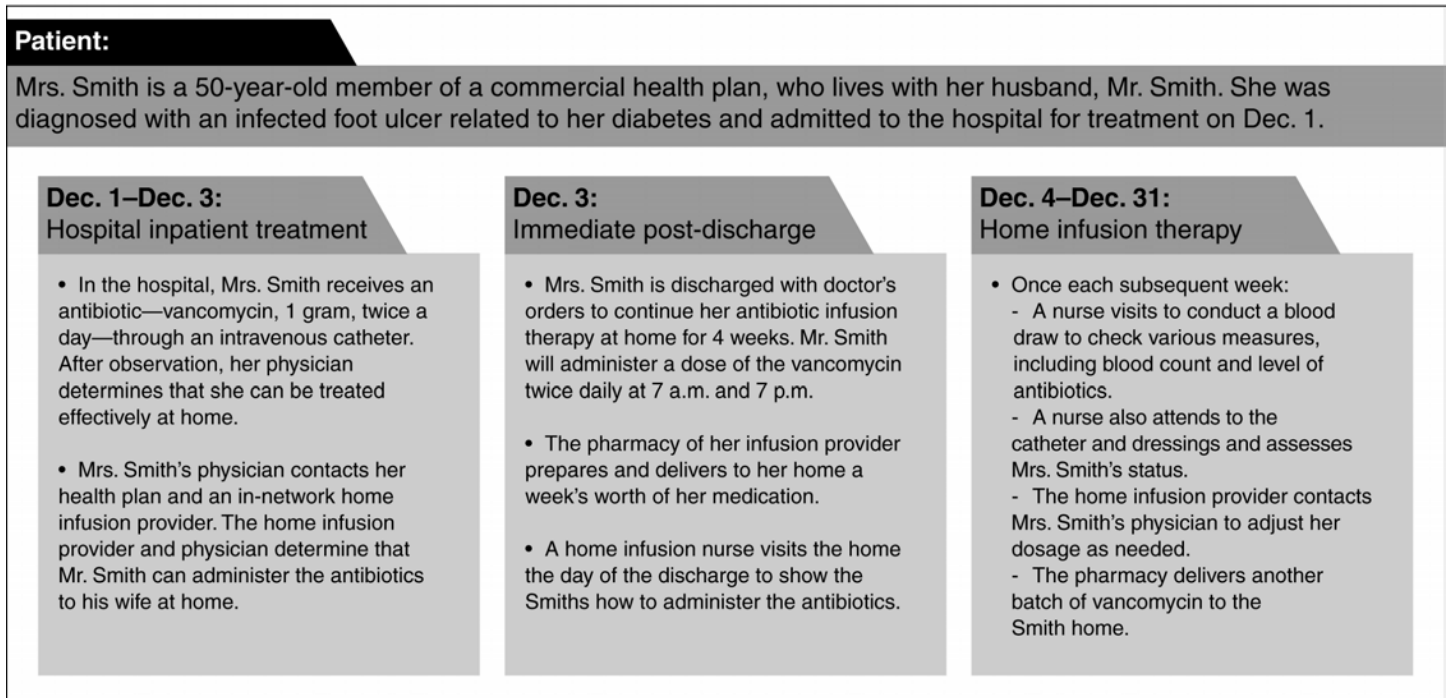 Patient:
Mrs. Smith is a 50-year-old member of a commercial health plan, who lives with her husband, Mr. Smith. She was
diagnosed with an infected foot ulcer related to her diabetes and admitted to the hospital for treatment on Dec. 1.
Dec. 1–Dec. 3:
Hospital inpatient treatment
• In the hospital, Mrs. Smith receives an
antibiotic—vancomycin, 1 gram, twice a
day—through an intravenous catheter.
After observation, her physician
determines that she can be treated
effectively at home.
• Mrs. Smith’s physician contacts her
health plan and an in-network home
infusion provider. The home infusion
provider and physician determine that
Mr. Smith can administer the antibiotics
to his wife at home.
Dec. 3:
Immediate post-discharge
• Mrs. Smith is discharged with doctor’s
orders to continue her antibiotic infusion
therapy at home for 4 weeks. Mr. Smith
will administer a dose of the vancomycin
twice daily at 7 a.m. and 7 p.m.
• The pharmacy of her infusion provider
prepares and delivers to her home a
week’s worth of her medication.
• A home infusion nurse visits the home
the day of the discharge to show the
Smiths how to administer the antibiotics.
Dec. 4–Dec. 31:
Home infusion therapy
• Once each subsequent week:
- A nurse visits to conduct a blood
draw to check various measures,
including blood count and level of
antibiotics.
- A nurse also attends to the
catheter and dressings and assesses
Mrs. Smith’s status.
- The home infusion provider contacts
Mrs. Smith’s physician to adjust her
dosage as needed.
- The pharmacy delivers another
batch of vancomycin to the
Smith home.